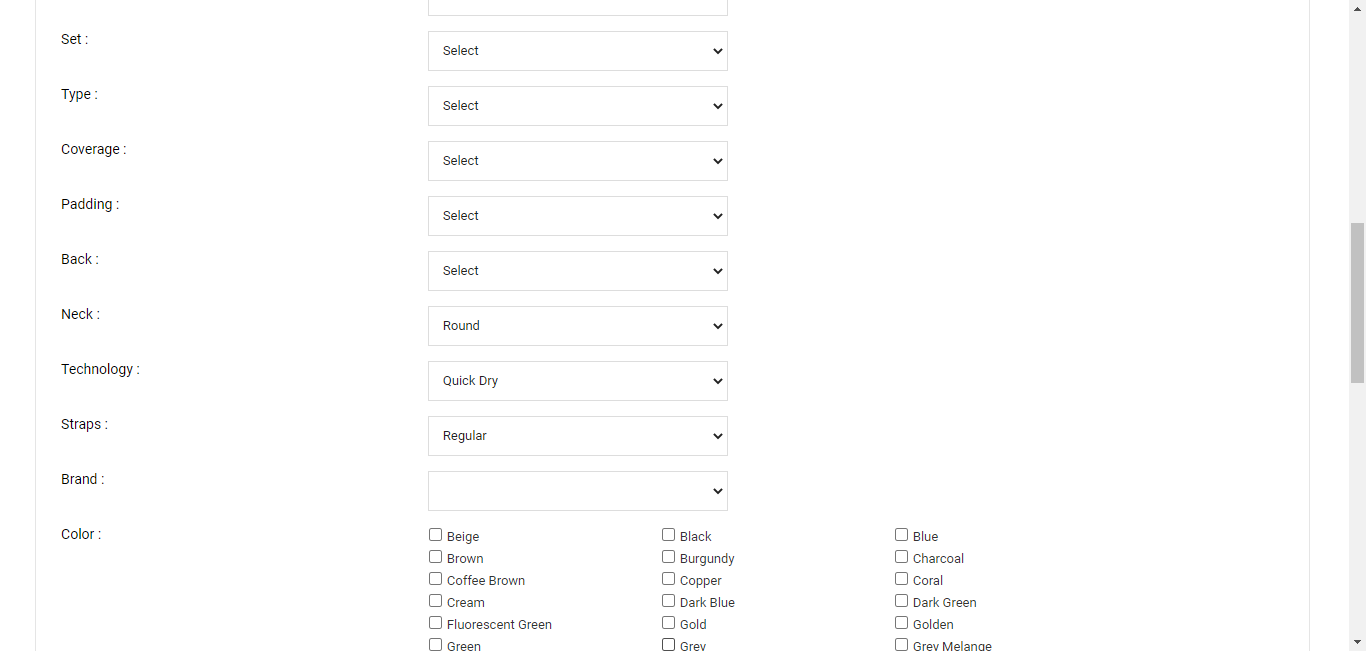 Set :
Select
Type :
Select
Coverage :
Select
Padding :
Select
Back :
Select
Neck :
Round
Technology :
Quick Dry
Straps :
Regular
Brand :
Color :
Beige Black Blue
Brown Burgundy Charcoal
Coffee Brown Copper Coral
Cream Dark Blue Dark Green
Fluorescent Green Gold Golden
Green Grey Grey Melange